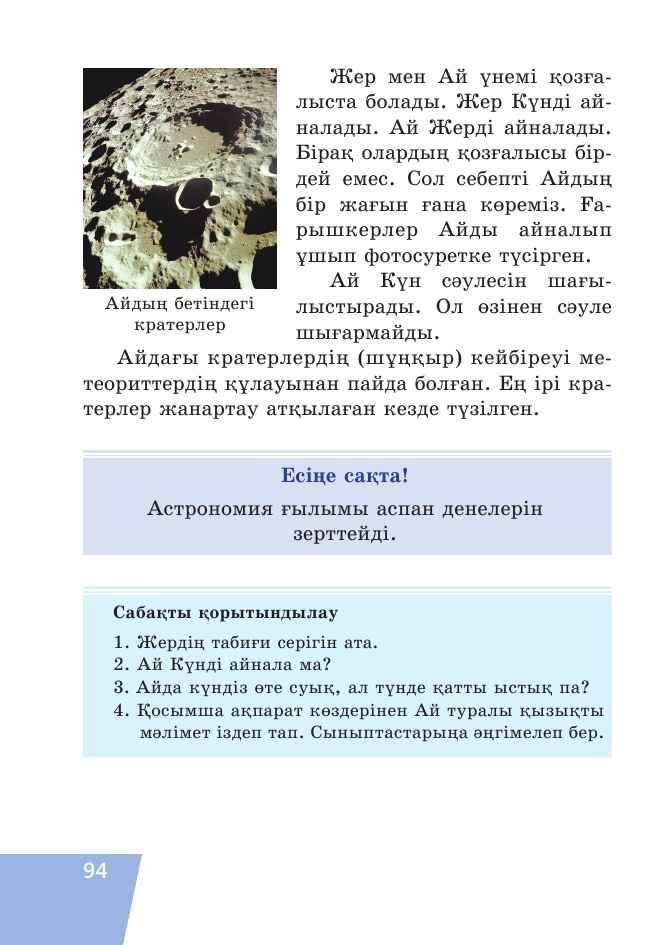 Жер мен Ай үнемі қозға-
лыста болады. Жер Күнді ай-
налады. Ай Жерді айналады.
Бірақ олардың қозғалысы бір-
дей емес. Сол себепті Айдың
бір жағын ғана көреміз. Ға-
рышкерлер Айды айналып
ұшып фотосуретке түсірген.
Ай Күн сәулесін шағы-
лыстырады. Ол өзінен сәуле
шығармайды.
Айдың бетіндегі
кратерлер
Айдағы кратерлердің (шұңқыр) кейбіреуі ме-
теориттердің құлауынан пайда болған. Ең ірі кра-
терлер жанартау атқылаған кезде түзілген.
Есіңе сақта!
Астрономия ғылымы аспан денелерін
зерттейді.
Сабақты қорытындылау
1. Жердің табиғи серігін ата.
2. Ай Күнді айнала ма?
3. Айда күндіз өте суық, ал түнде қатты ыстық па?
4. Қосымша ақпарат көздерінен Ай туралы қызықты
мәлімет іздеп тап. Сыныптастарыңа әңгімелеп бер.
94